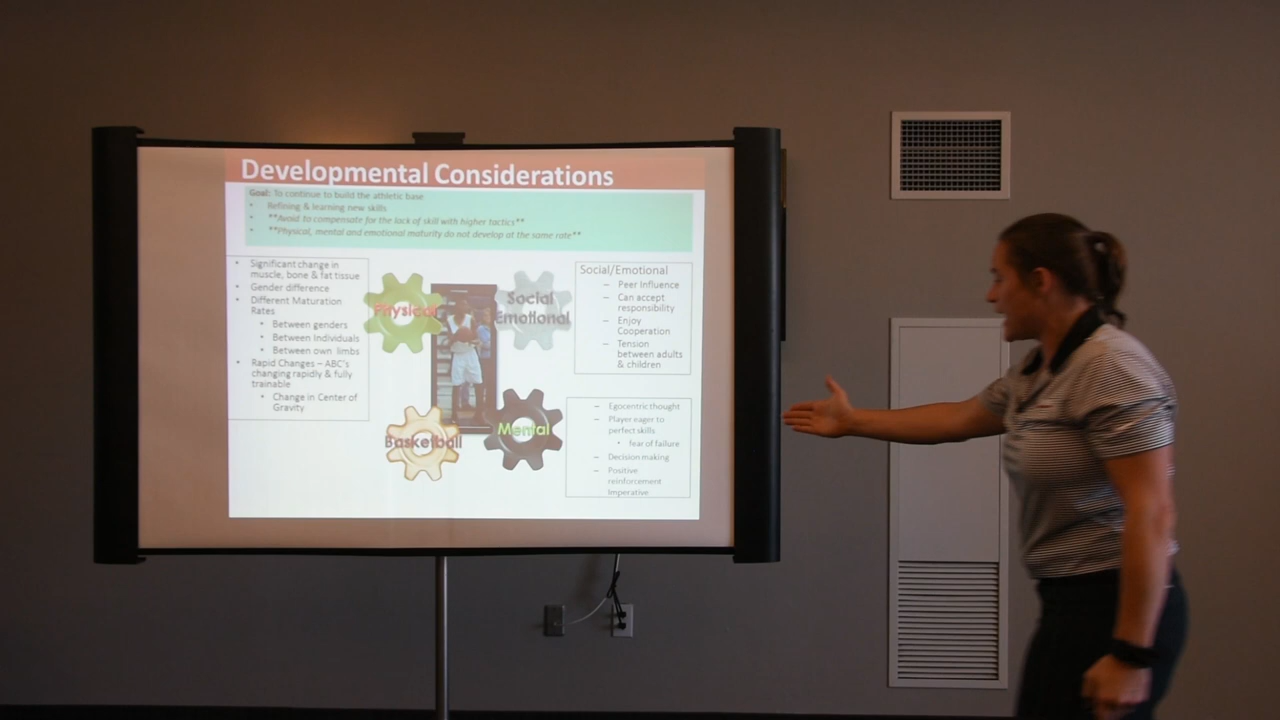 Developmental Considerations
Goal: To continue to build the athletic base
• Refining & learning new skills
• **Avoid to compensate for the lack of skill with higher tactics**
• **Physical, mental and emotional maturity do not develop at the same rate**
• Significant change in
muscle, bone & fat tissue
• Gender difference
• Different Maturation
Rates
• Between genders
• Between Individuals
• Between own limbs
• Rapid Changes – ABC's
changing rapidly & fully
trainable
• Change in Center of
Gravity
Physical
Social
Emotional
Basketball
Mental
Social/Emotional
– Peer Influence
– Can accept
responsibility
– Enjoy
Cooperation
– Tension
between adults
& children
– Egocentric thought
– Player eager to
perfect skills
• fear of failure
– Decision making
– Positive
reinforcement
Imperative